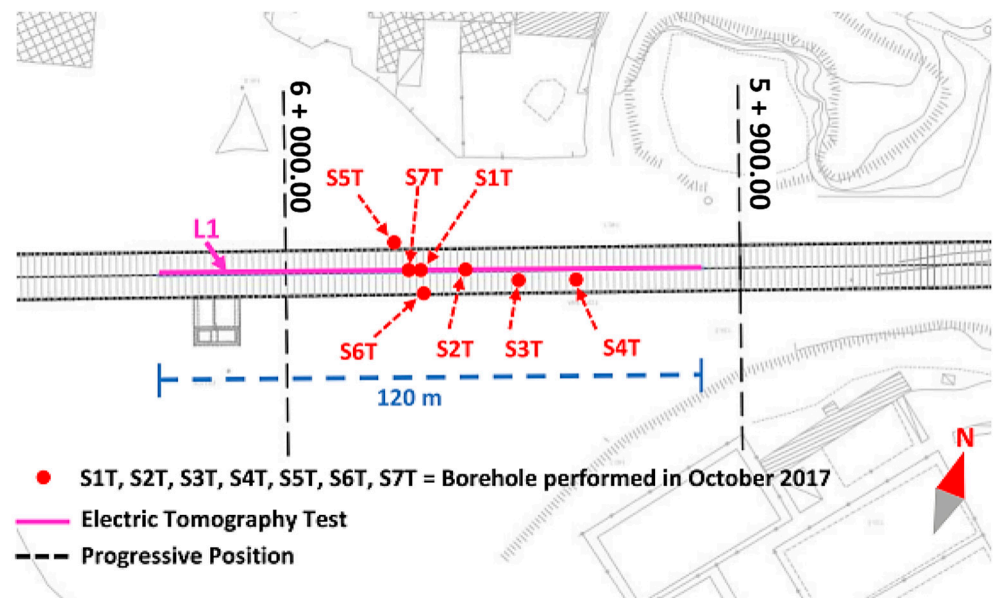 6 + 000.00
5 + 900.00
S5T
S7T
S1T
L1
S6T
S2T
S3T
S4T
120 m
N
S1T, S2T, S3T, S4T, S5T, S6T, S7T = Borehole performed in October 2017
Electric Tomography Test
Progressive Position